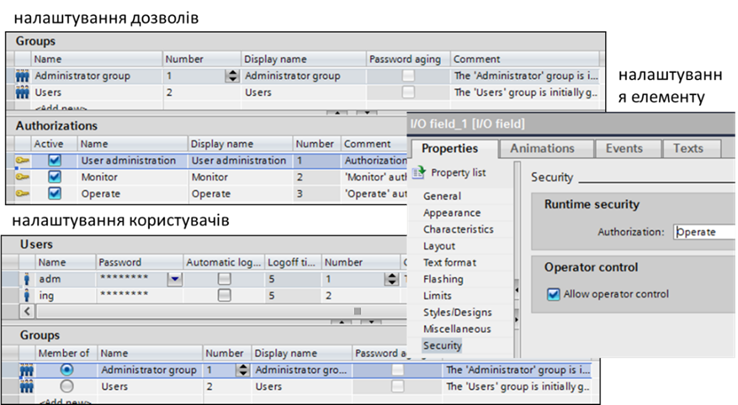 налаштування дозволів
Groups
Name Number Display name Password aging Comment
Administrator group 1 Administrator group The 'Administrator' group is i...
Users 2 Users The 'Users' group is initially g..
<Add new>
Authorizations
Active Name Display name Number Comment
User administration User administration 1 Authorization
Monitor Monitor 2 'Monitor' auth
Operate Operate 3 'Operate' aut
налаштування користувачів
Users
Name Password Automatic log... Logoff ti... Number
adm ******** 5 1
ing ******** 5 2
Groups
Member of Name Number Display name Password a The 'Administrator' group is i...
Administrator group 1 Administrator gro...
Users 2 Users The 'Users' group is initially g..
<Add new>
налаштуванн
я елементу
I/O field_1 [I/O field]
Properties Animations Events Texts
Property list
General
Appearance
Characteristics
Layout
Text format
Flashing
Limits
Styles/Designs
Miscellaneous
Security
Security
Runtime security
Authorization: Operate
Operator control
Allow operator control